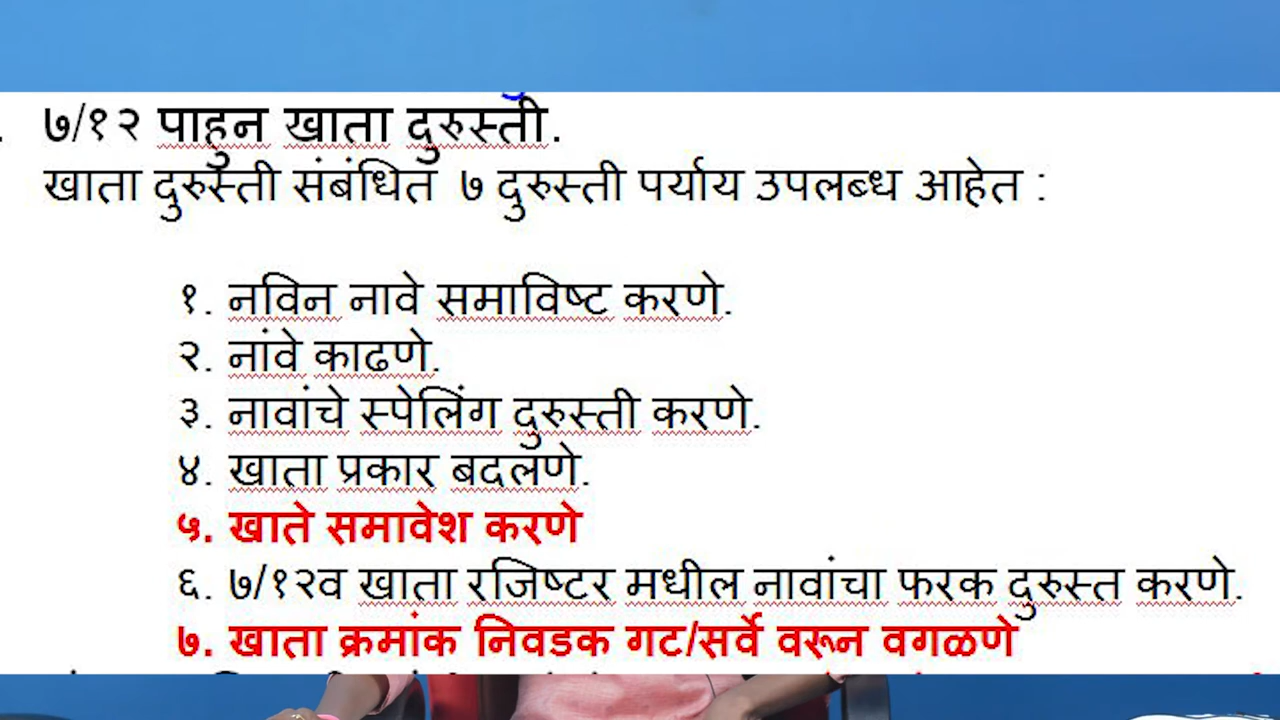 . ७/१२ पाहुन खाता दुरुस्ती.
खाता दुरुस्ती संबंधित ७ दुरुस्ती पर्याय उपलब्ध आहेत :
१. नविन नावे समाविष्ट करणे.
२. नांवे काढणे.
३. नावांचे स्पेलिंग दुरुस्ती करणे.
४. खाता प्रकार बदलणे.
५. खाते समावेश करणे
६. ७/१२व खाता रजिष्टर मधील नावांचा फरक दुरुस्त करणे.
७. खाता क्रमांक निवडक गट/सर्वे वरून वगळणे